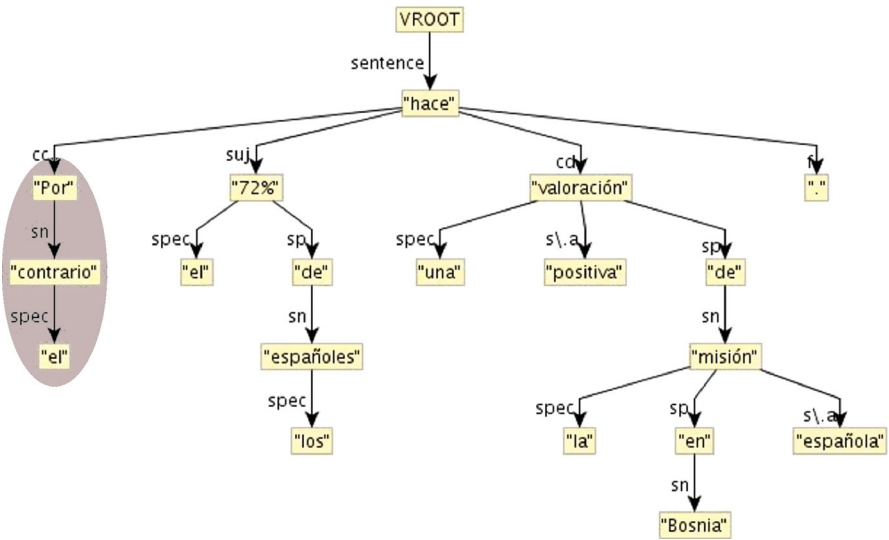 VROOT
sentence
"hace"
cc suj cd f
"Por" "72%" "valoración" "."
sn spec sp spec s\.a sp
"contrario" "el" "de" "una" "positiva" "de"
spec sn sn
"el" "españoles" "misión"
spec spec sp s\.a
"los" "la" "en" "española"
sn
"Bosnia"